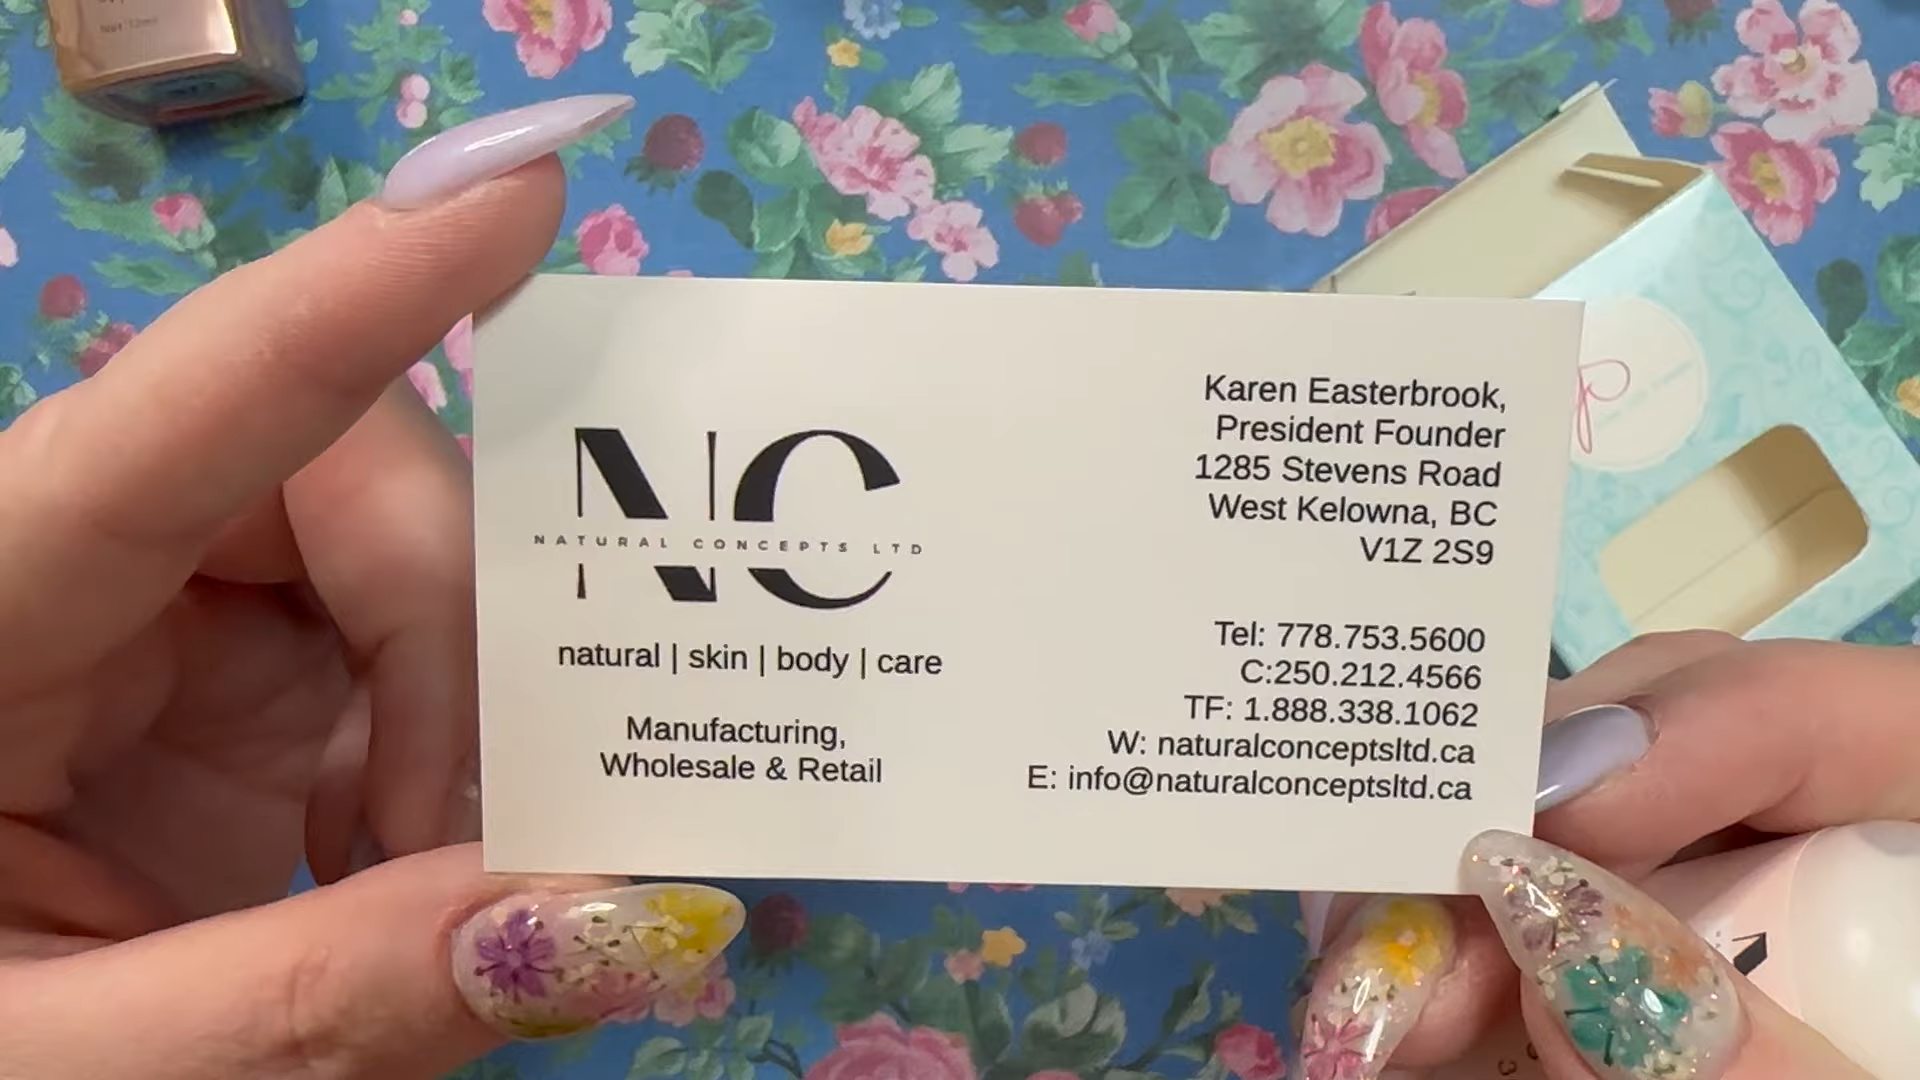 NC
NATURAL CONCEPTS LTD
natural | skin | body | care
Manufacturing,
Wholesale & Retail
Karen Easterbrook,
President Founder
1285 Stevens Road
West Kelowna, BC
V1Z 2S9
Tel: 778.753.5600
C:250.212.4566
TF: 1.888.338.1062
W: naturalconceptsltd.ca
E: info@naturalconceptsltd.ca